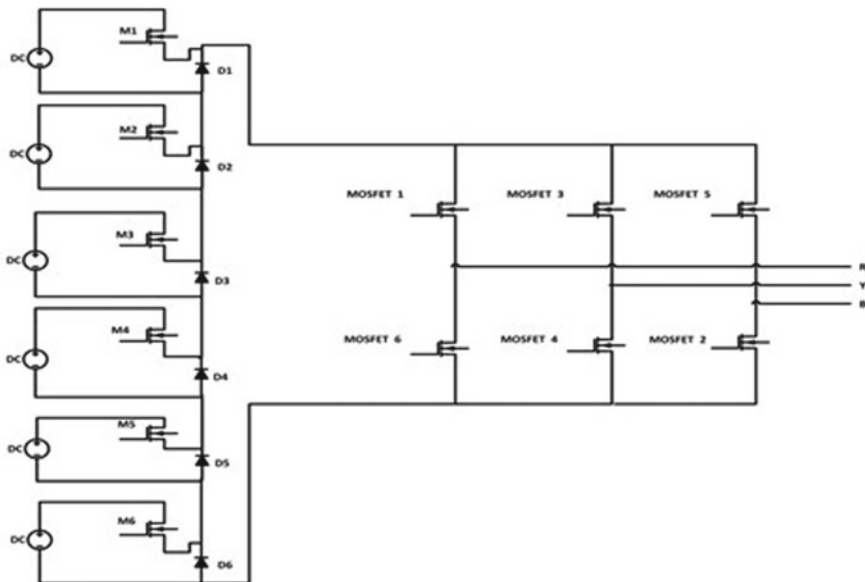 M1
DC
D1
M2
DC
D2
MOSFET 1
MOSFET 3
MOSFET 5
M3
DC
D3
R
Y
B
M4
DC
D4
MOSFET 6
MOSFET 4
MOSFET 2
M5
DC
D5
M6
DC
D6